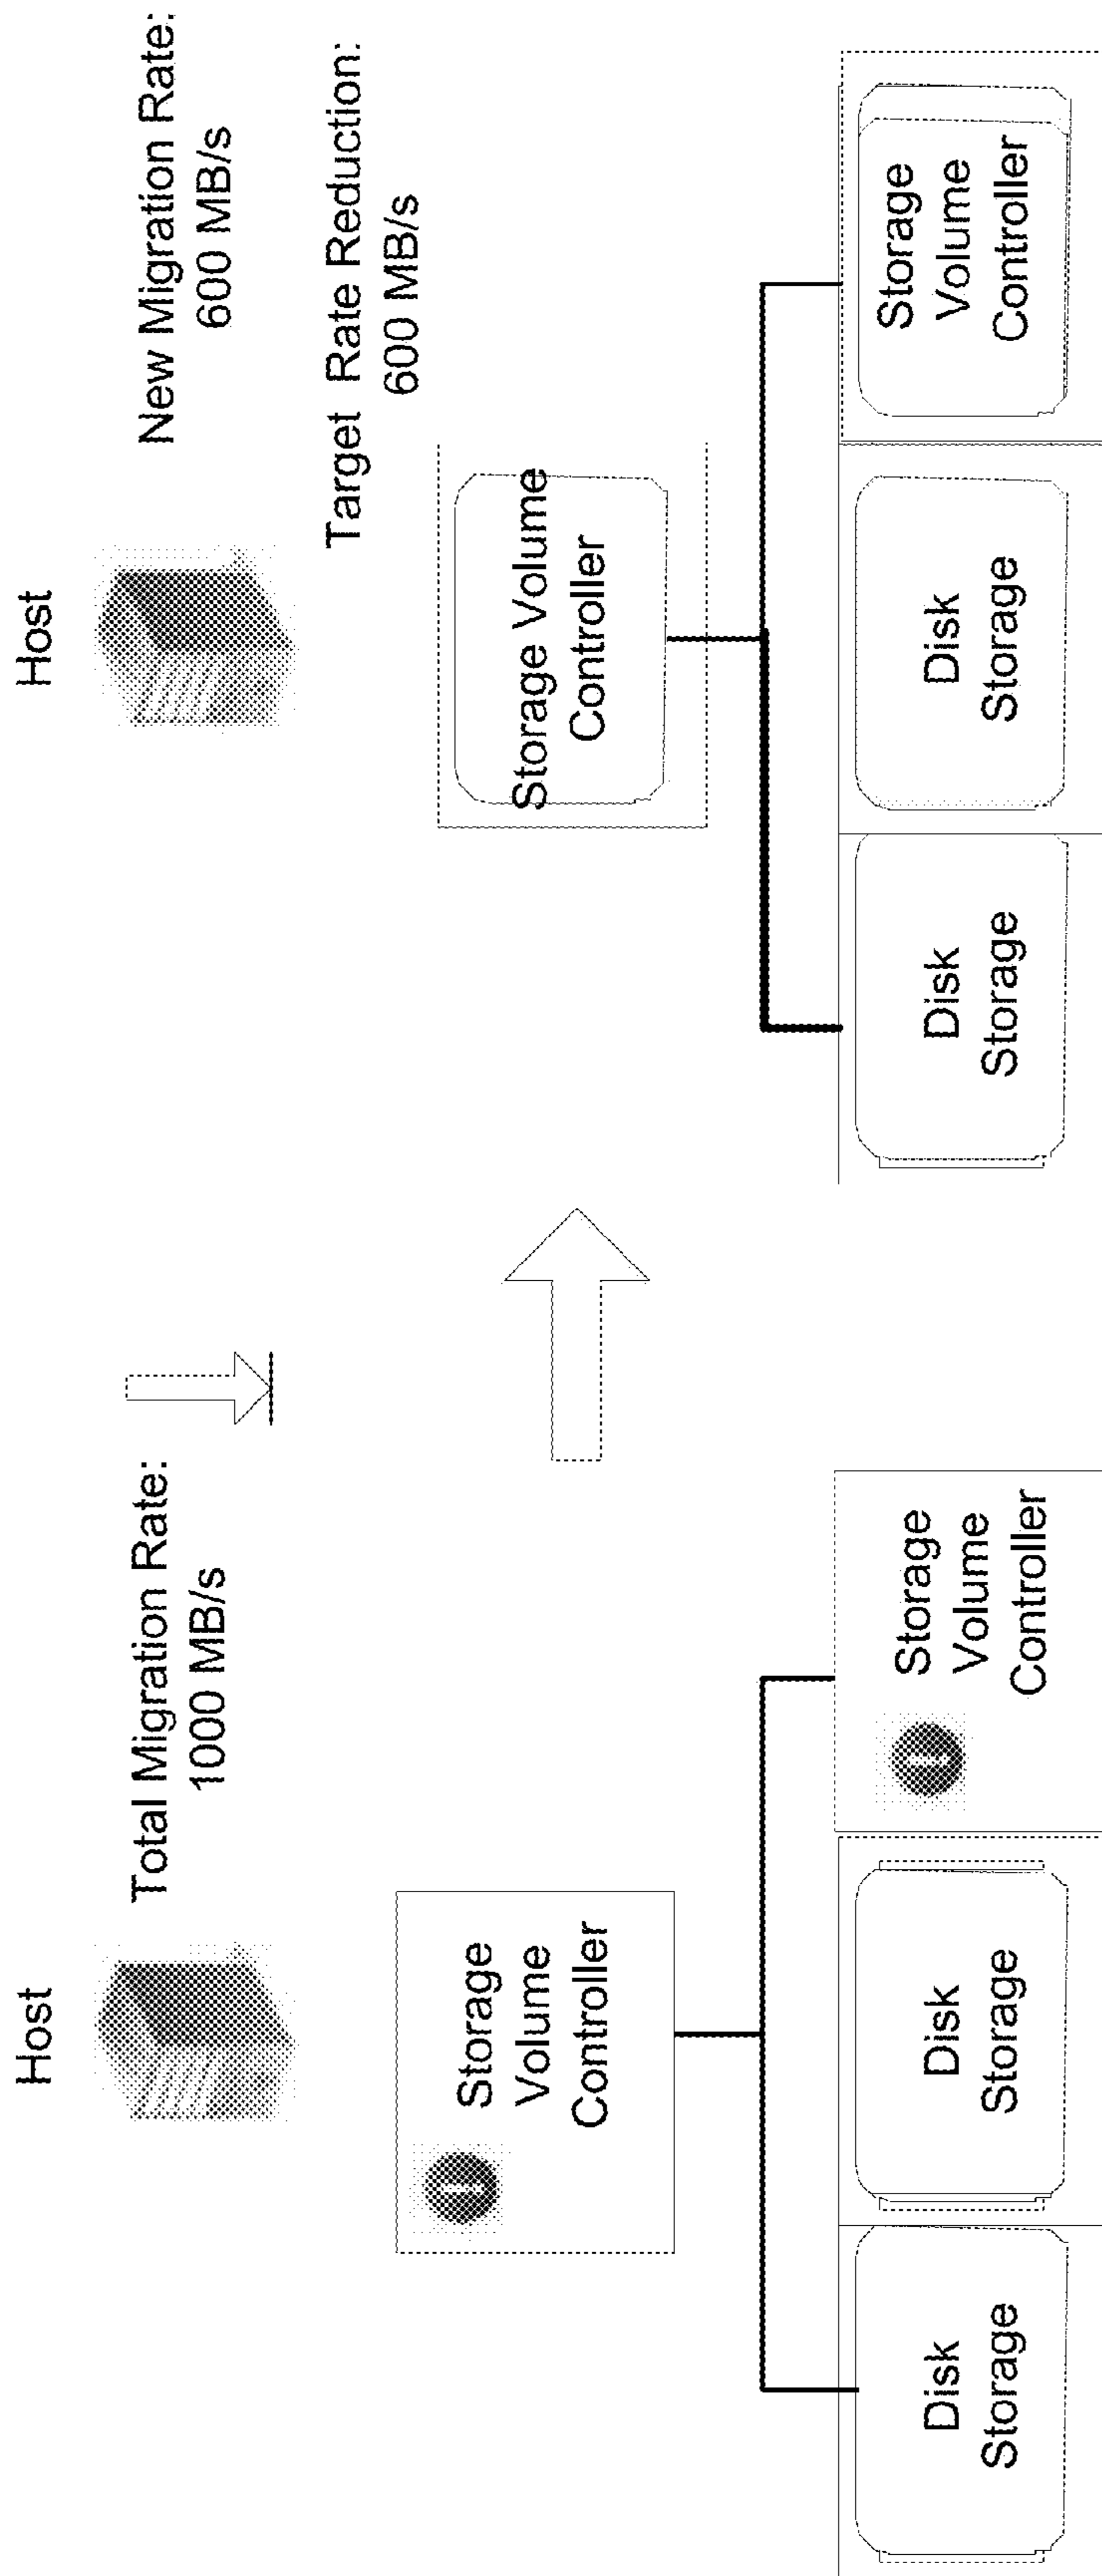 Host
Total Migration Rate:
1000 MB/s
Storage
Volume
Controller
Disk
Storage
Disk
Storage
Storage
Volume
Controller
Host
New Migration Rate:
600 MB/s
Target Rate Reduction:
600 MB/s
Storage Volume
Controller
Disk
Storage
Disk
Storage
Storage
Volume
Controller